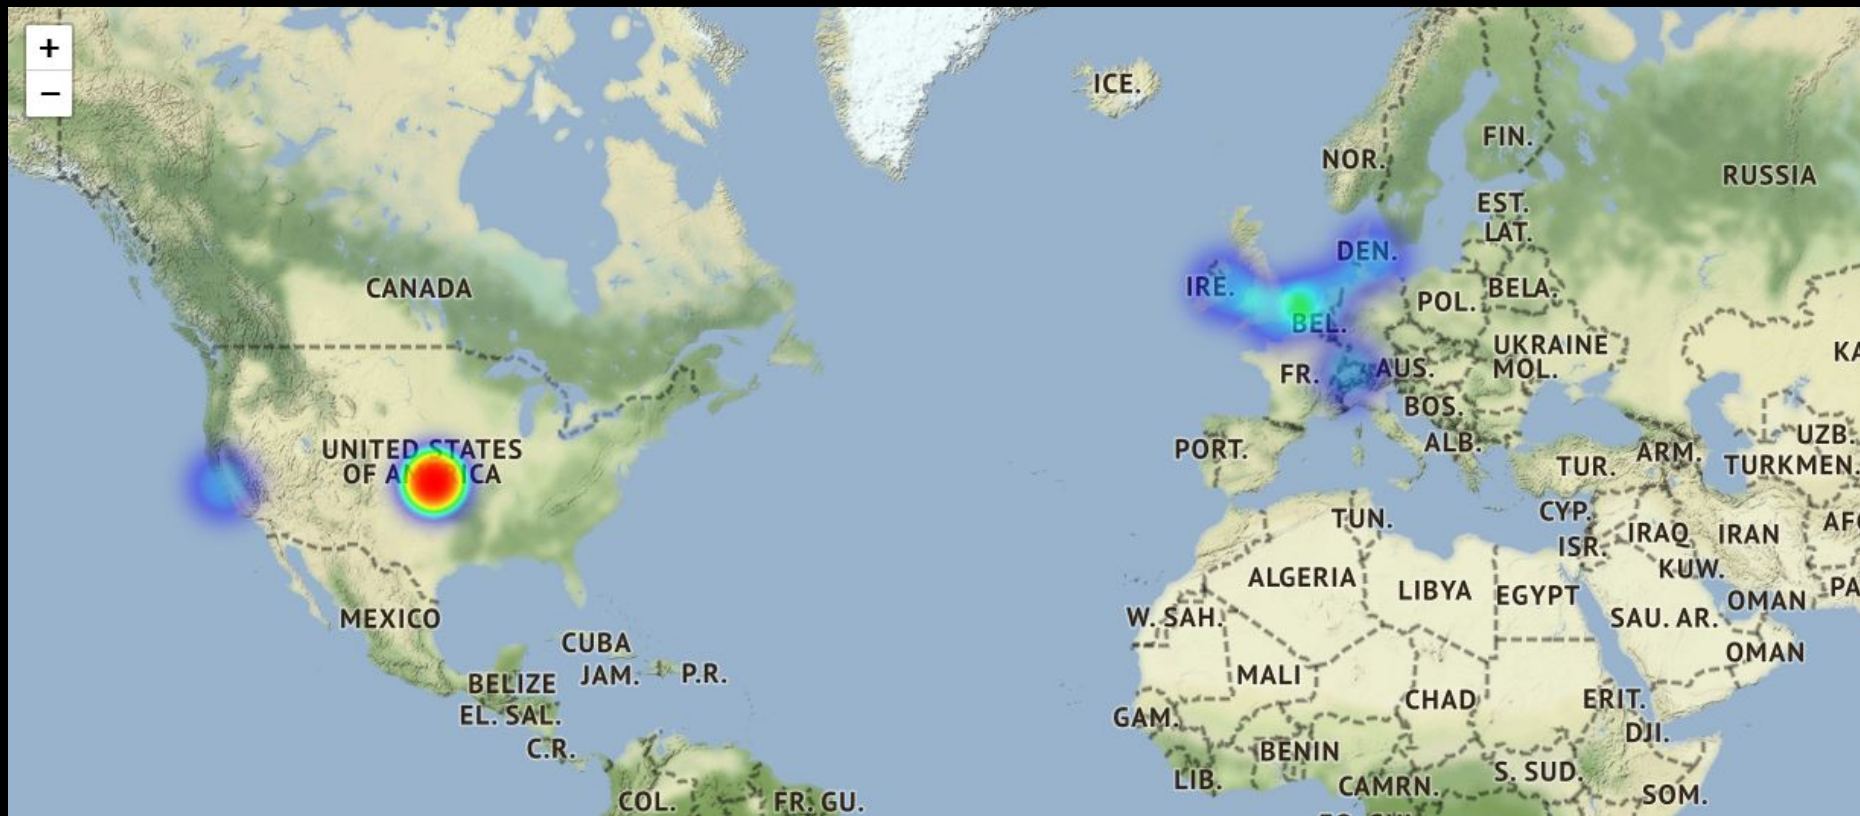 +
−
ICE.
FIN.
NOR.
RUSSIA
EST.
LAT.
DEN.
IRE.
CANADA
POL.
BELA.
BEL.
UKRAINE
MOL.
KA
FR.
AUS.
BOS.
UNITED STATES
OF A ICA
PORT.
ALB.
UZB.
TUR.
ARM.
TURKMEN.
TUN.
CYP.
IRAQ
IRAN
AFG
ISR.
KUW.
ALGERIA
LIBYA
EGYPT
PA
OMAN
MEXICO
W. SAH.
SAU. AR.
CUBA
OMAN
JAM.
P.R.
MALI
BELIZE
CHAD
ERIT.
EL. SAL.
GAM.
DJI.
C.R.
BENIN
LIB.
S. SUD.
CAMRN.
COL.
FR. GU.
SOM.